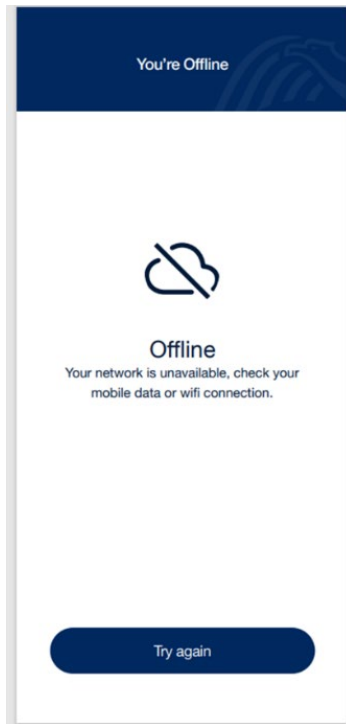 You're Offline
Offline
Your network is unavailable, check your
mobile data or wifi connection.
Try again